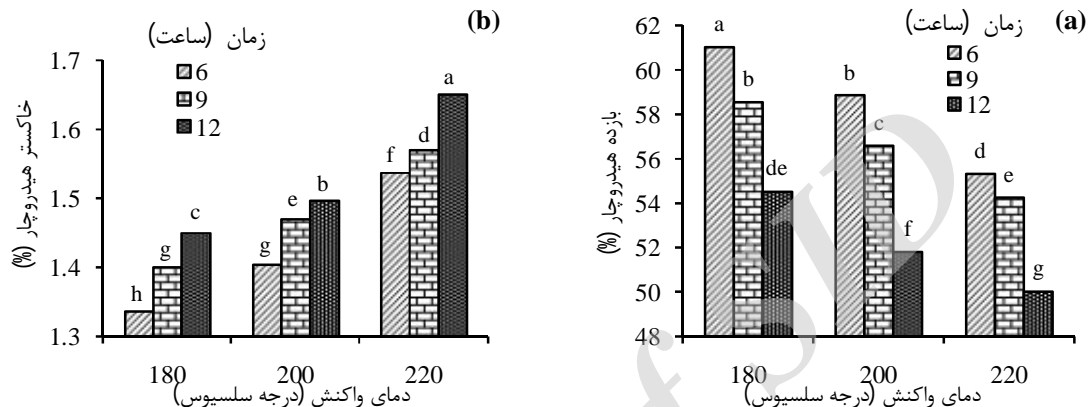 (b)
زمان (ساعت)
6
9
12
خاکستر هیدروچار (%)
1.7
1.6
1.5
1.4
1.3
h
g
c
f
e
b
f
d
a
180
200
220
دمای واکنش (درجه سلسیوس)
(a)
زمان (ساعت)
6
9
12
بازده هیدروچار (%)
62
60
58
56
54
52
50
48
a
b
de
b
c
f
d
e
g
180
200
220
دمای واکنش (درجه سلسیوس)
f SID